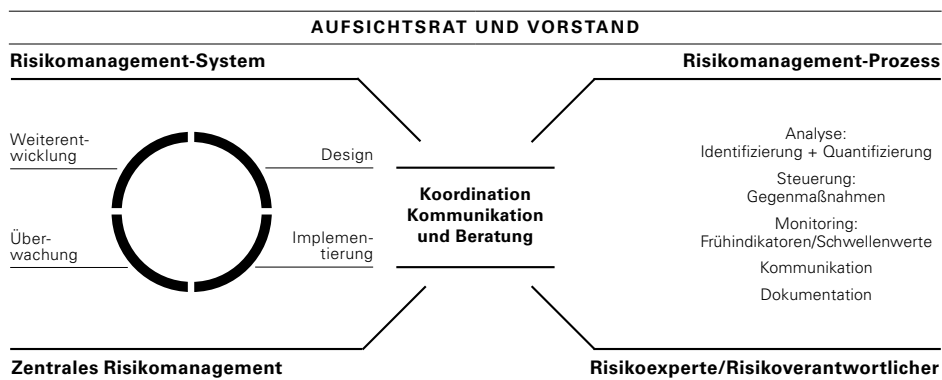 AUFSICHTSRAT UND VORSTAND
Risikomanagement-System
Risikomanagement-Prozess
Weiterent-
wicklung
Design
Über-
wachung
Implemen-
tierung
Koordination
Kommunikation
und Beratung
Analyse:
Identifizierung + Quantifizierung
Steuerung:
Gegenmaßnahmen
Monitoring:
Frühindikatoren/Schwellenwerte
Kommunikation
Dokumentation
Zentrales Risikomanagement
Risikoexperte/Risikoverantwortlicher